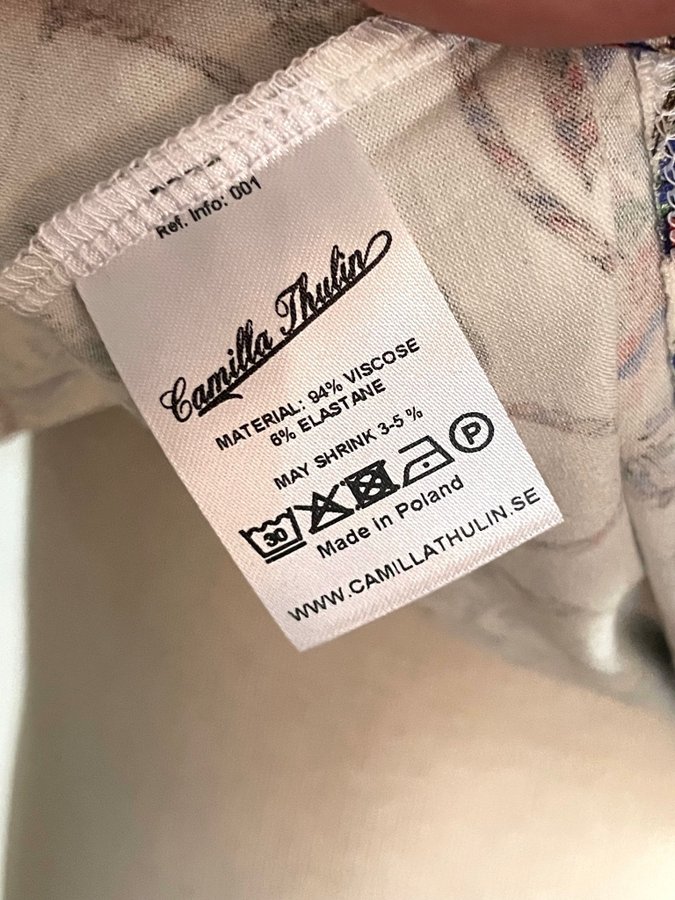 Ref. Info: 001
Camilla Thulin
MATERIAL: 94% VISCOSE
6% ELASTANE
MAY SHRINK 3-5 %
30
P
Made in Poland
WWW.CAMILLATHULIN.SE